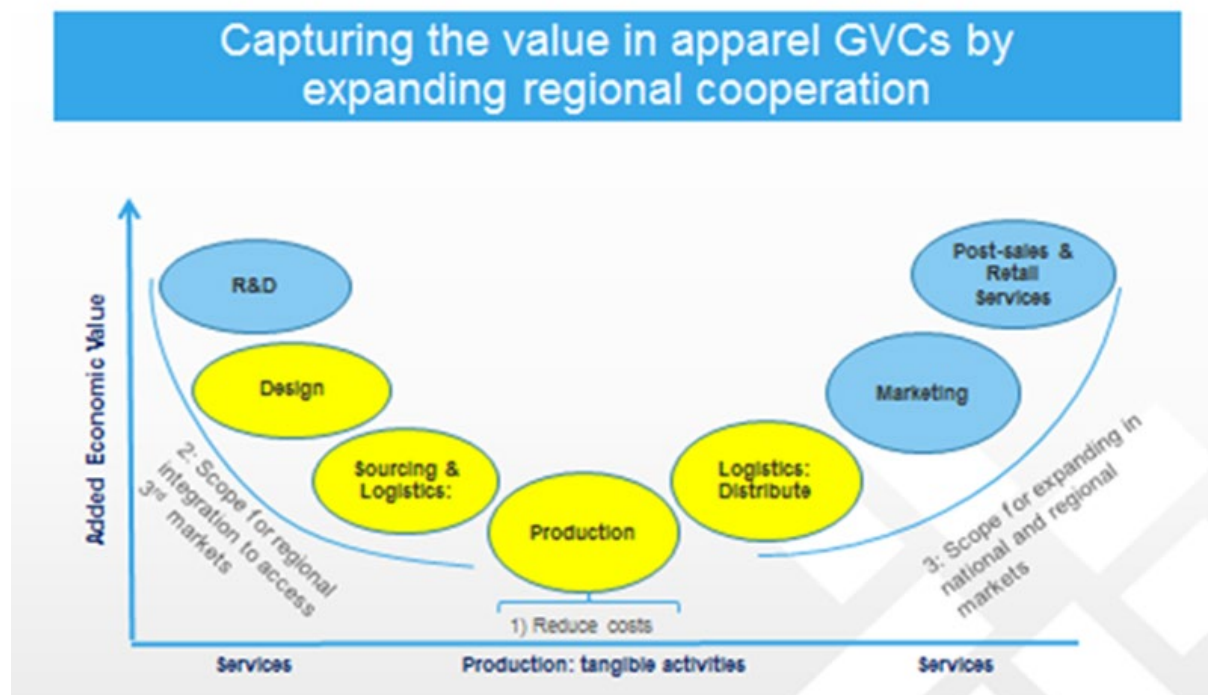 Capturing the value in apparel GVCs by
expanding regional cooperation
Added Economic Value
R&D
Design
Sourcing &
Logistics:
Production
Logistics:
Distribute
Marketing
Post-sales &
Retail
Services
2: Scope for regional
integration to access
3rd markets
1) Reduce costs
3: Scope for expanding in
national and regional
markets
Services
Production: tangible activities
Services